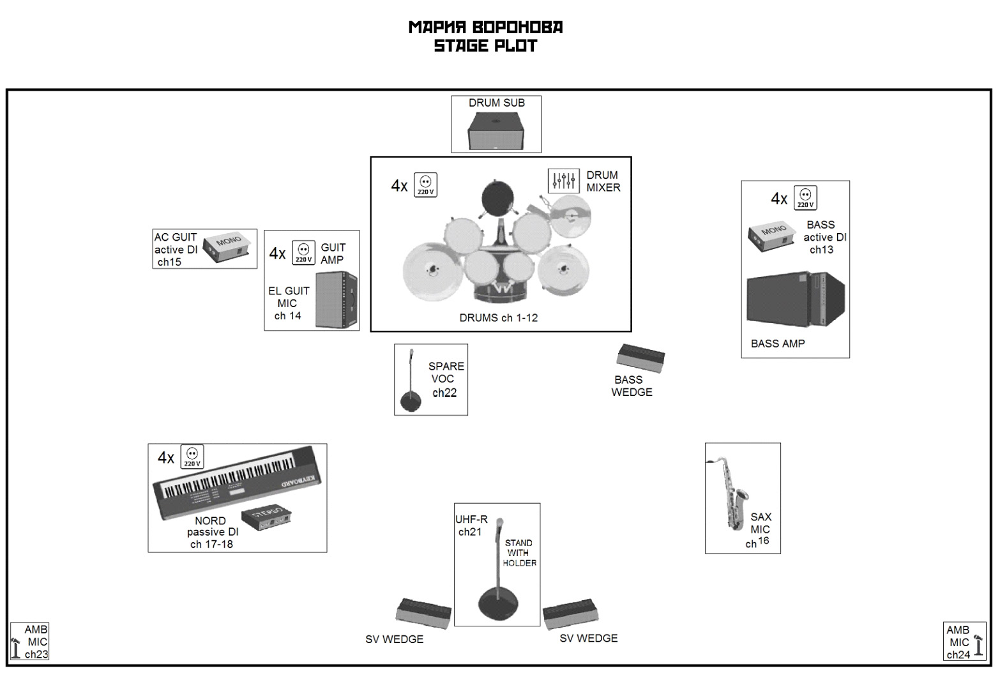 МАРИЯ ВОРОНОВА
STAGE PLOT
DRUM SUB
4x
220 V
DRUM
MIXER
DRUMS ch 1-12
4x
220 V
MONO
BASS
active DI
ch13
BASS AMP
AC GUIT
active DI
ch15
MONO
4x
220 V
GUIT
AMP
EL GUIT
MIC
ch 14
SPARE
VOC
ch22
BASS
WEDGE
4x
220 V
KEYBOARD
STEREO
NORD
passive DI
ch 17-18
UHF-R
ch21
STAND
WITH
HOLDER
SAX
MIC
ch16
SV WEDGE
SV WEDGE
AMB
MIC
ch23
AMB
MIC
ch24